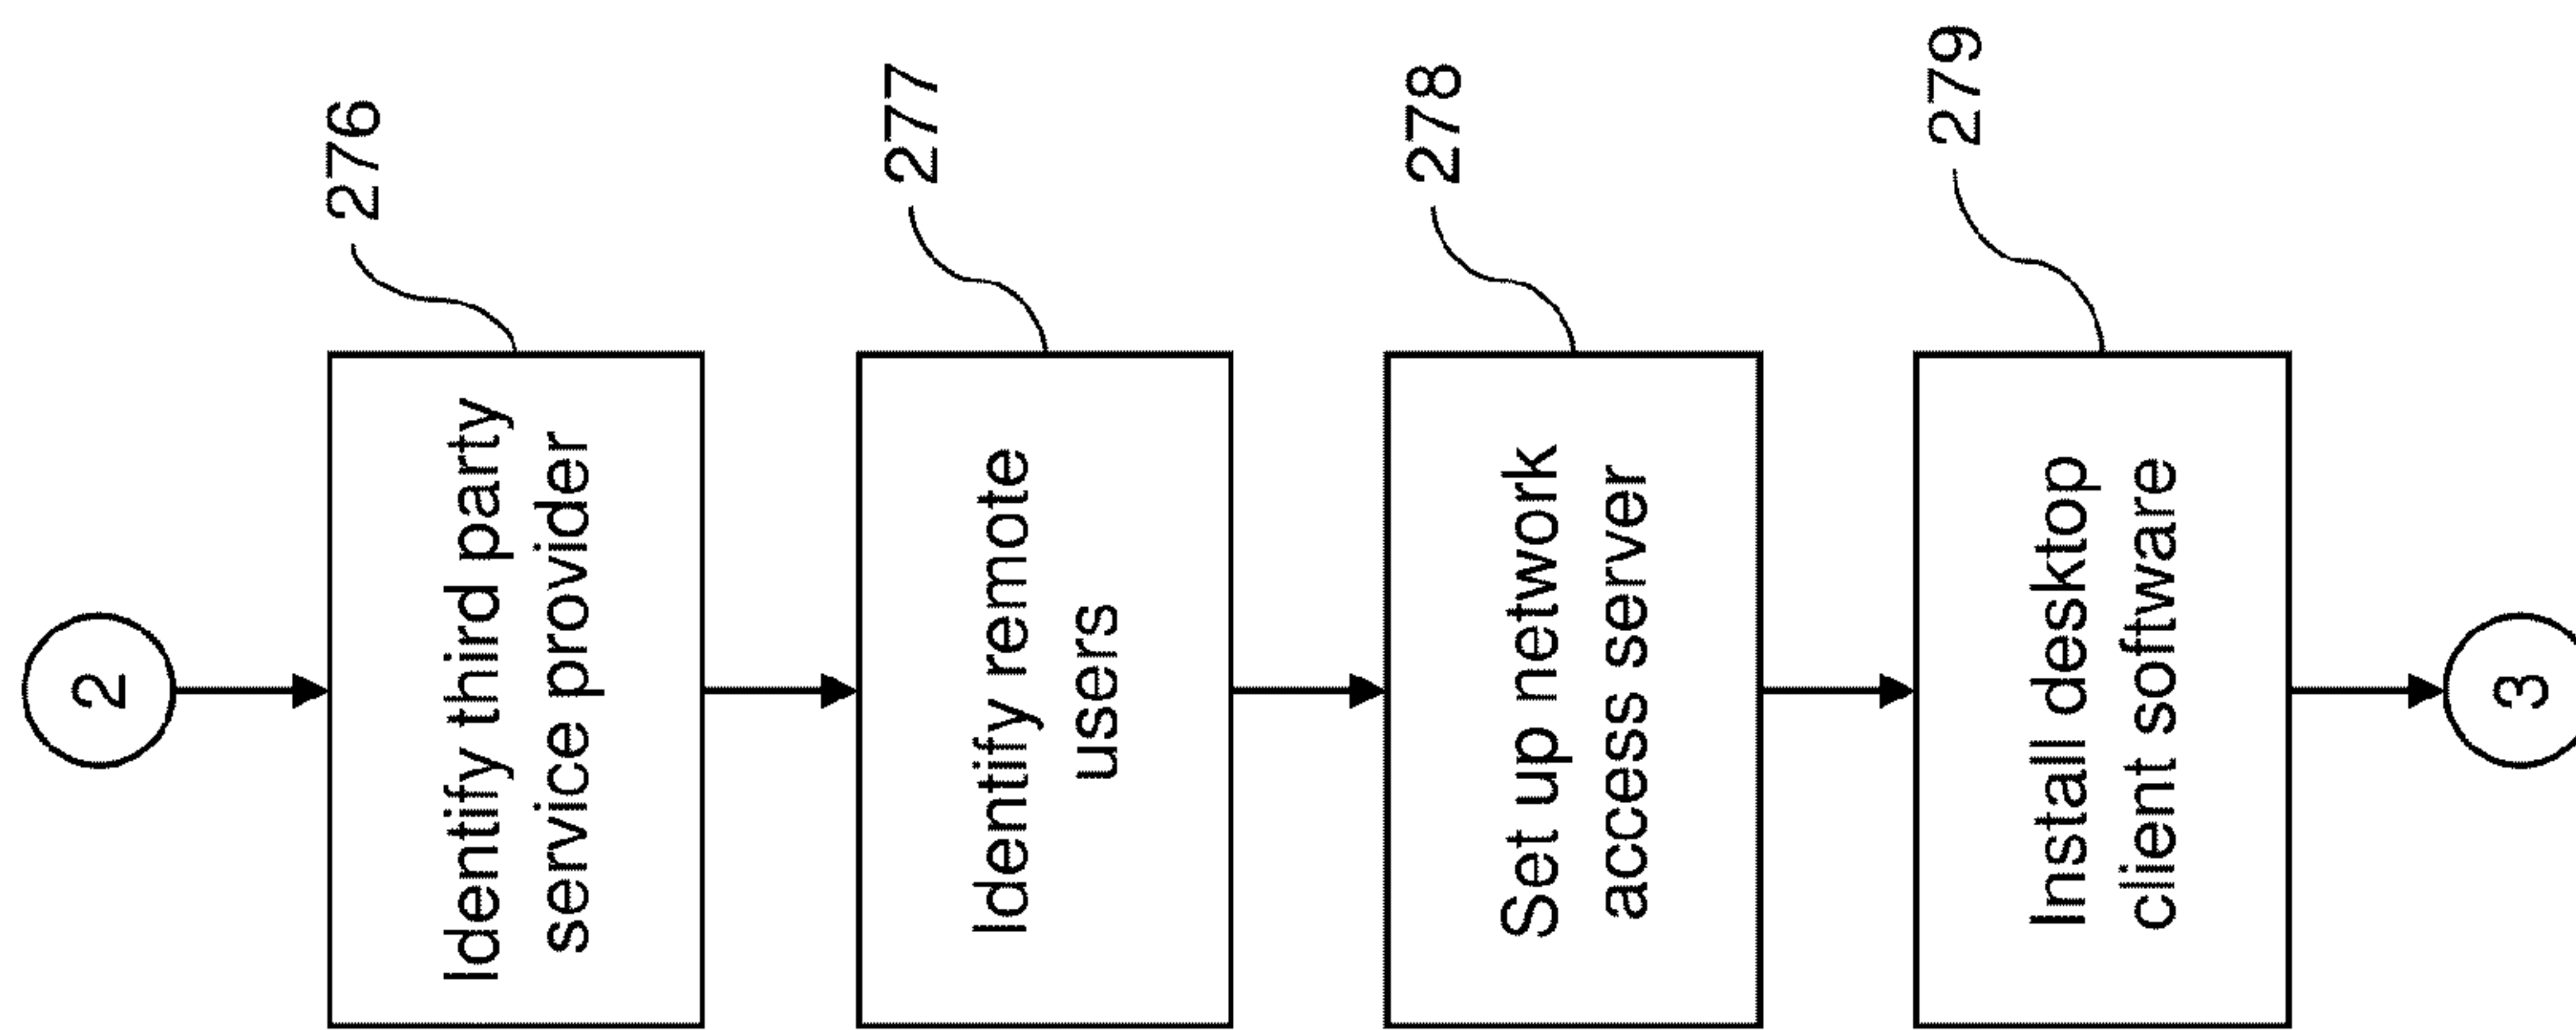 2
276
Identify third party
service provider
277
Identify remote
users
278
Set up network
access server
279
Install desktop
client software
3